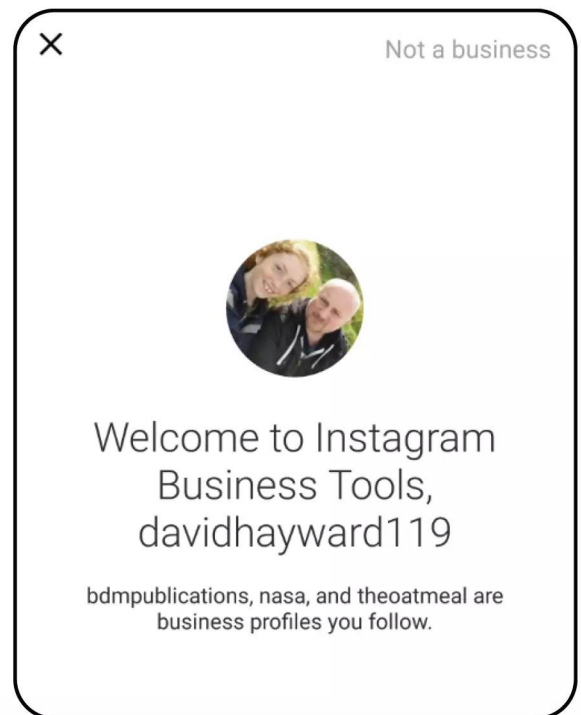 Not a business
Welcome to Instagram
Business Tools,
davidhayward119
bdmpublications, nasa, and theoatmeal are
business profiles you follow.